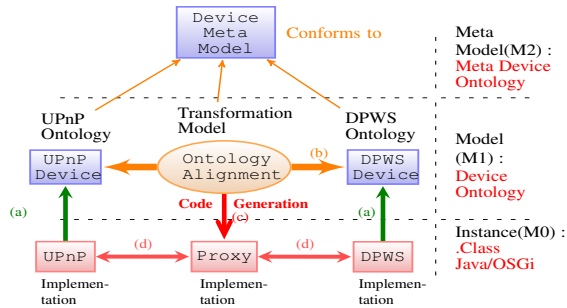 Device
Meta
Model
Conforms to
Meta
Model(M2) :
Meta Device
Ontology
UPnP
Ontology
Transformation
Model
DPWS
Ontology
UPnP
Device
Ontology
Alignment
(b)
DPWS
Device
Model
(M1) :
Device
Ontology
(a)
Code Generation
(c)
(a)
UPnP
(d)
Proxy
(d)
DPWS
Instance(M0) :
.Class
Java/OSGi
Implemen-
tation
Implemen-
tation
Implemen-
tation